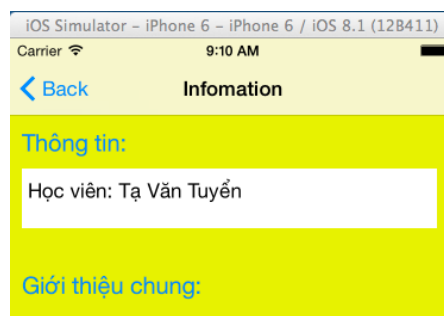 iOS Simulator – iPhone 6 – iPhone 6 / iOS 8.1 (12B411)
Carrier 9:10 AM
Back Infomation
Thông tin:
Học viên: Tạ Văn Tuyển
Giới thiệu chung: